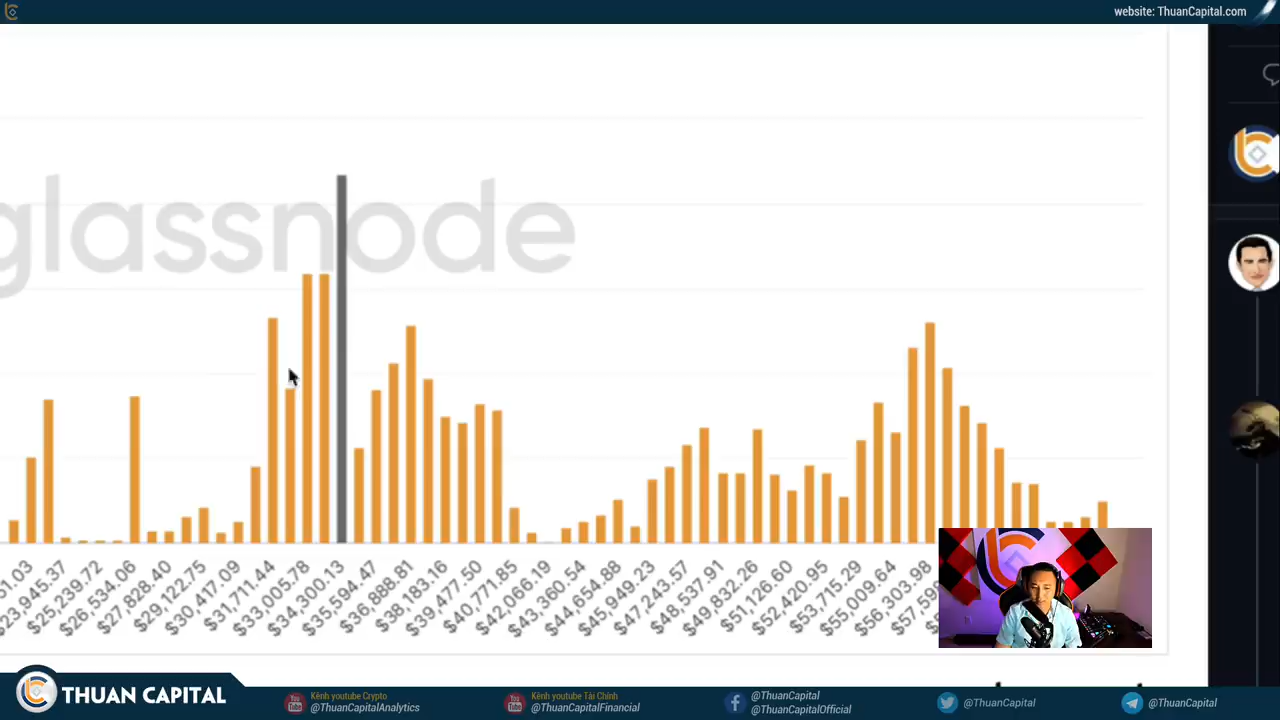 website: ThuanCapital.com
glassnode
$23,945.37
$25,239.72
$26,534.06
$27,828.40
$29,122.75
$30,417.09
$31,711.44
$33,005.78
$34,300.13
$36,888.81
$38,183.16
$39,477.50
$40,771.85
$42,066.19
$43,360.54
$44,654.88
$45,949.23
$47,243.57
$48,537.91
$49,832.26
$51,126.60
$52,420.95
$53,715.29
$55,009.64
$56,303.98
THUAN CAPITAL
Kênh youtube Crypto
@ThuanCapitalAnalytics
Kênh youtube Tài Chính
@ThuanCapitalFinancial
@ThuanCapital
@ThuanCapitalOfficial
@ThuanCapital
@ThuanCapital